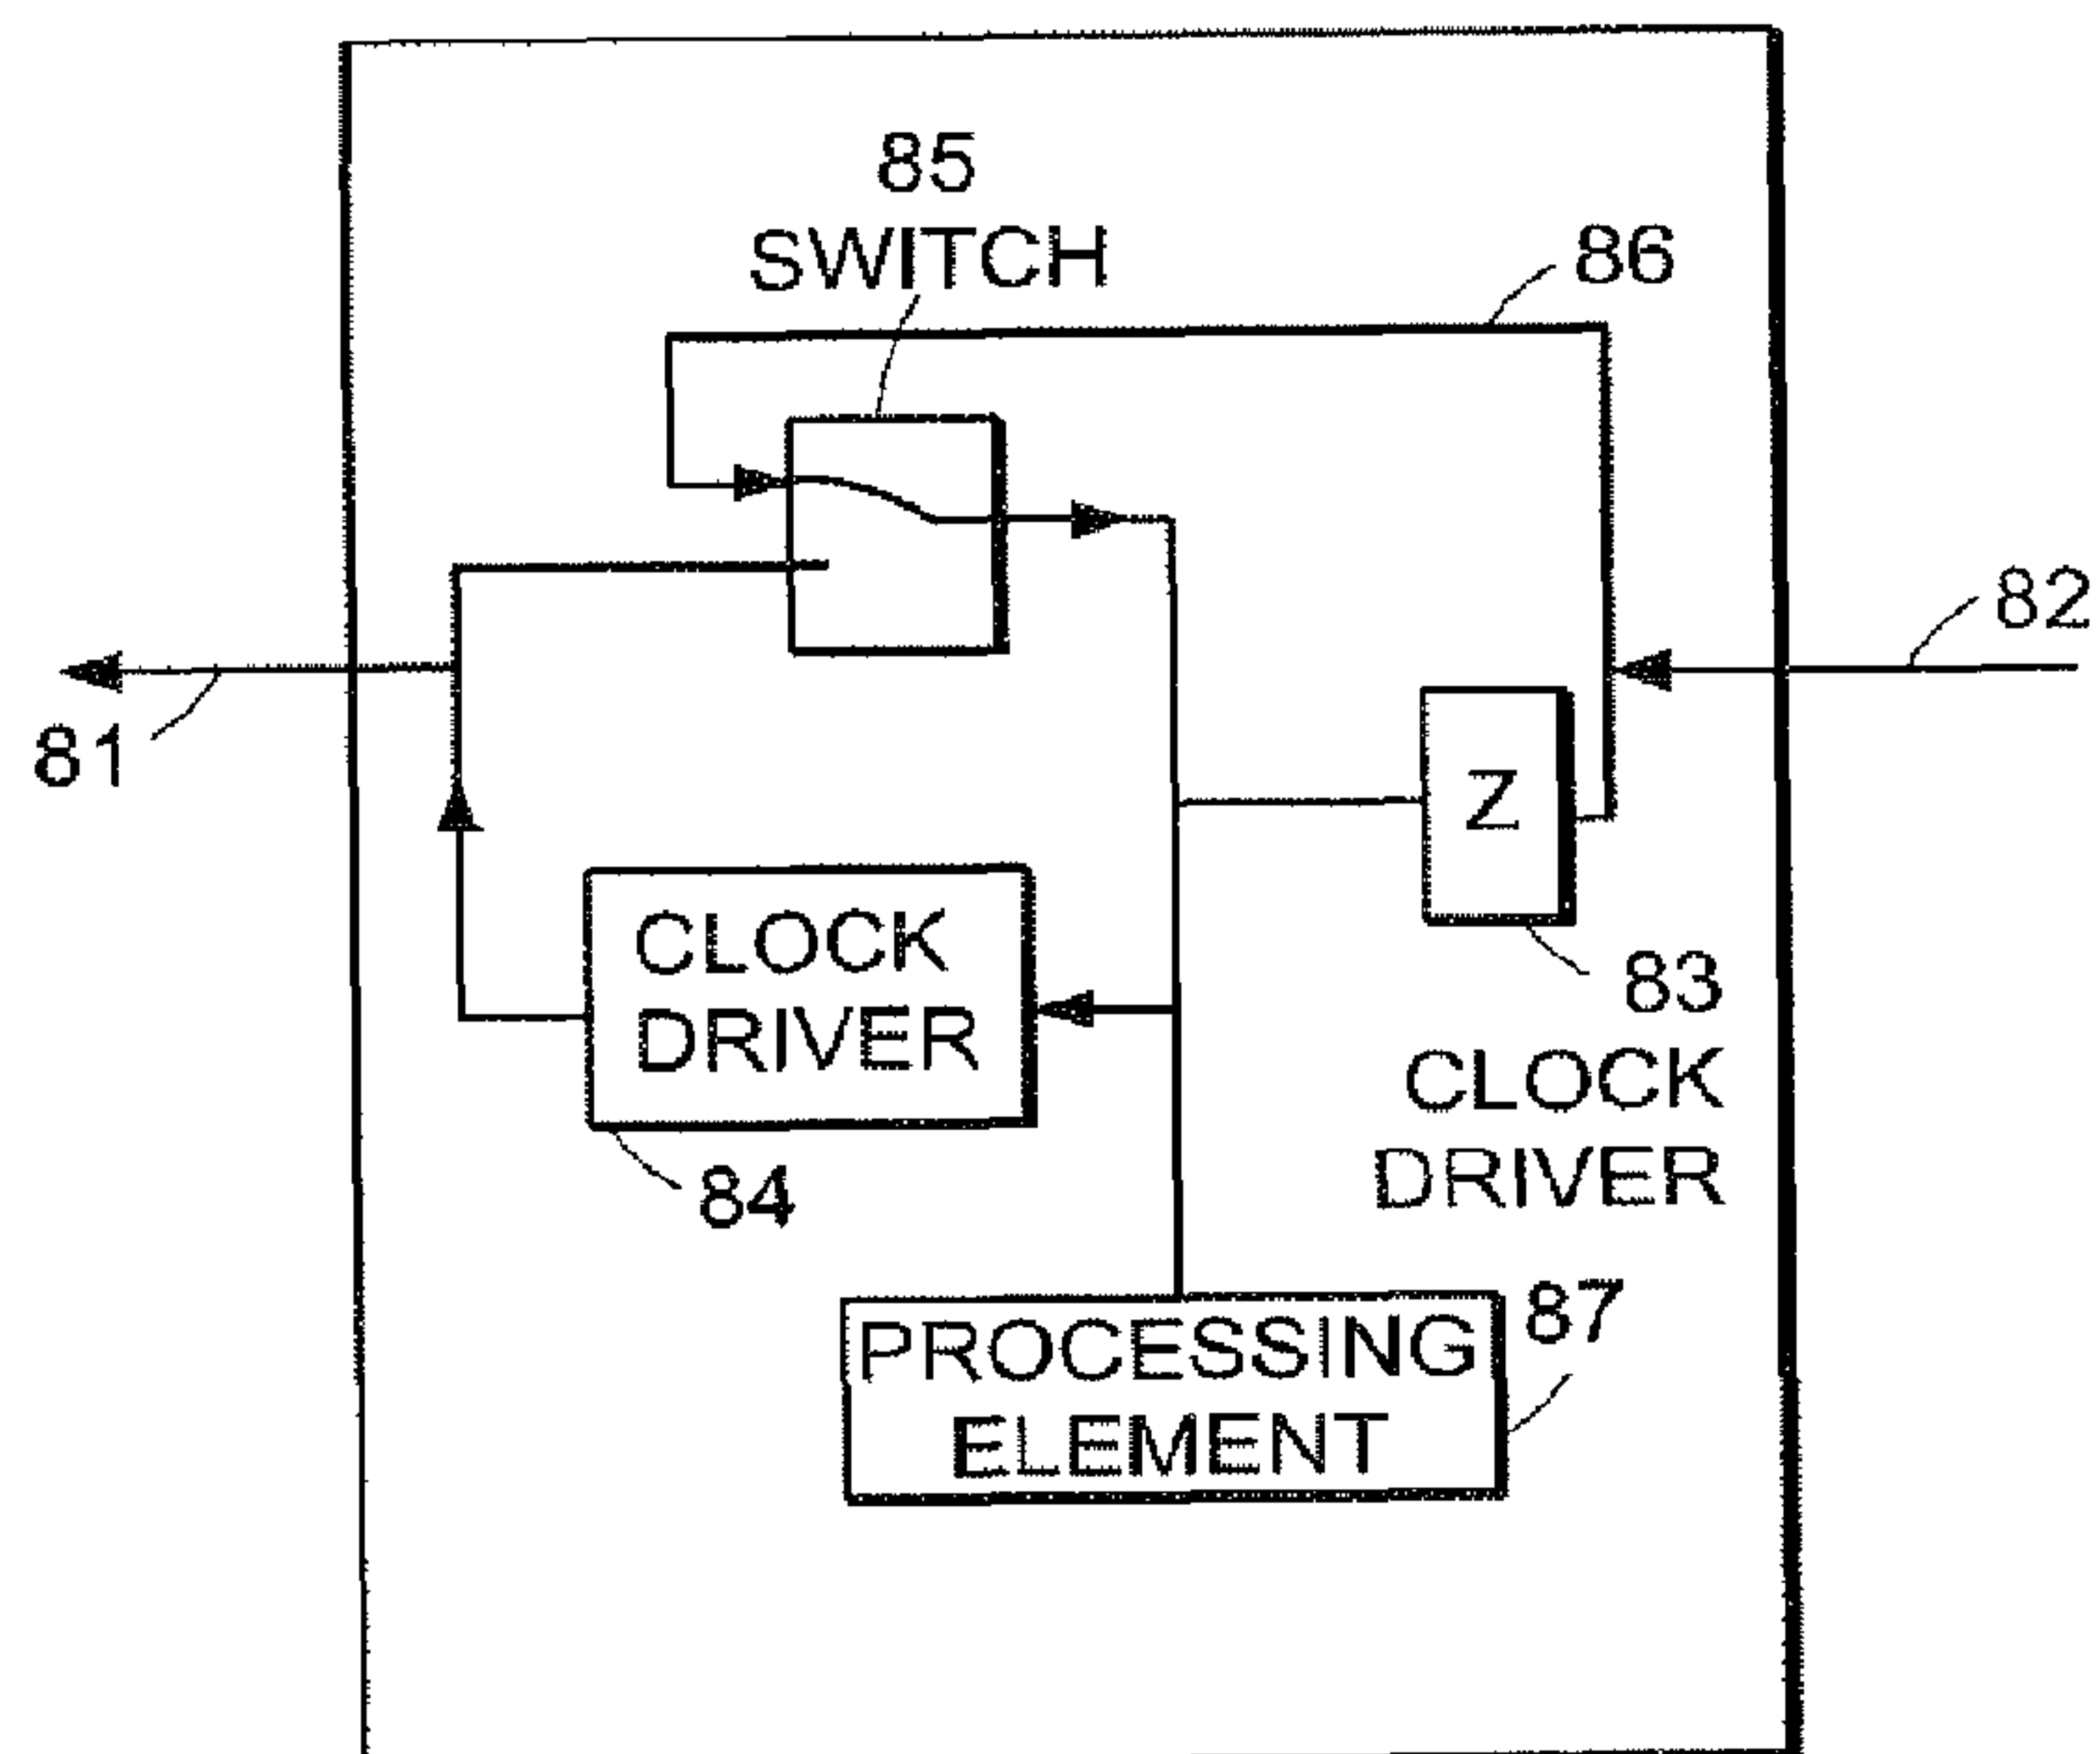 85
SWITCH
86
82
81
Z
CLOCK
DRIVER
83
CLOCK
DRIVER
84
87
PROCESSING
ELEMENT